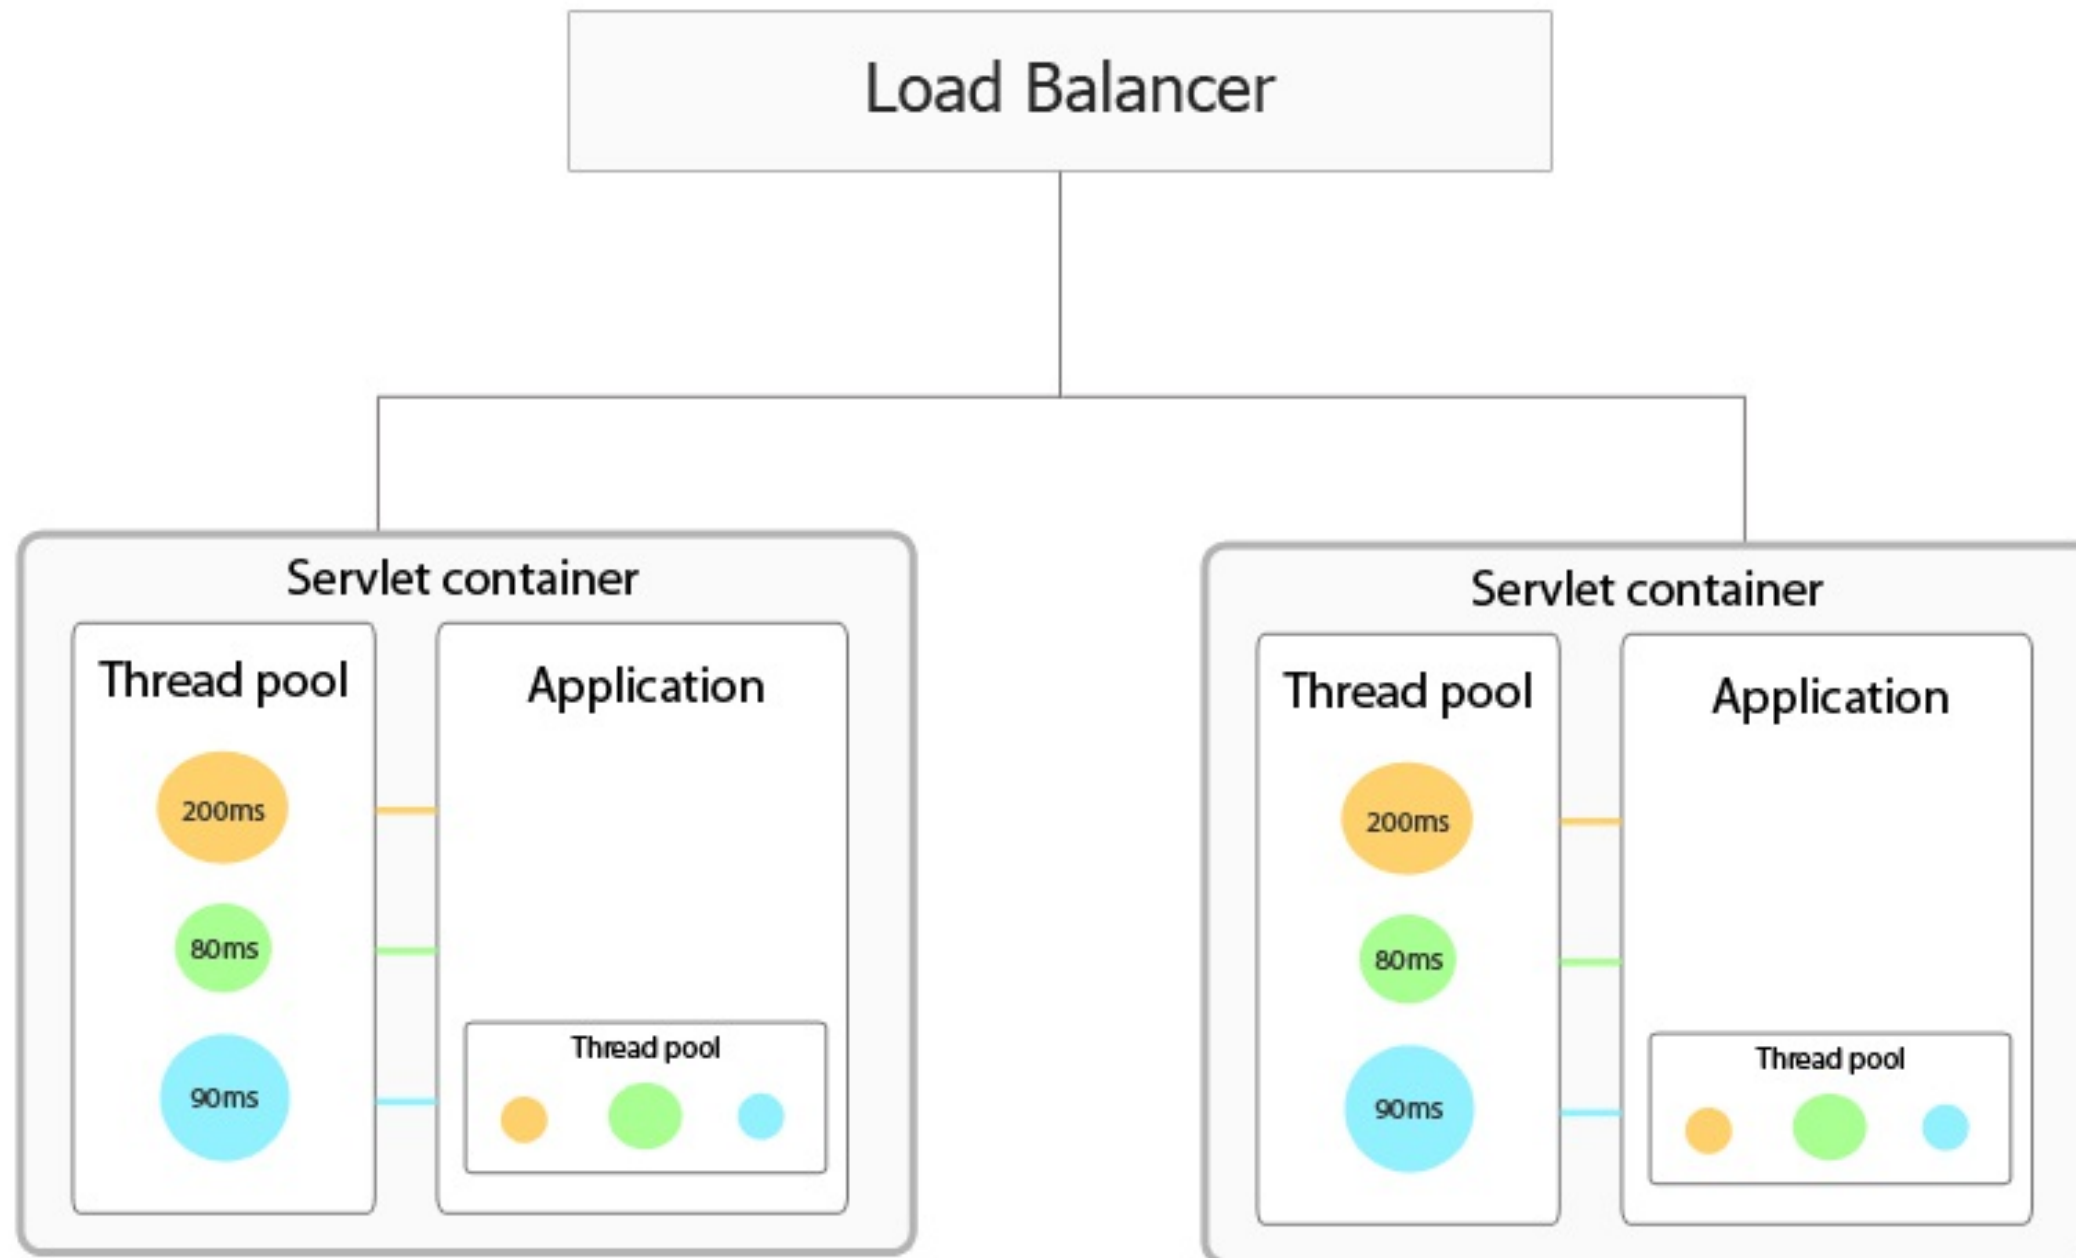 Load Balancer
Servlet container
Thread pool
Application
200ms
80ms
90ms
Thread pool
Servlet container
Thread pool
Application
200ms
80ms
90ms
Thread pool